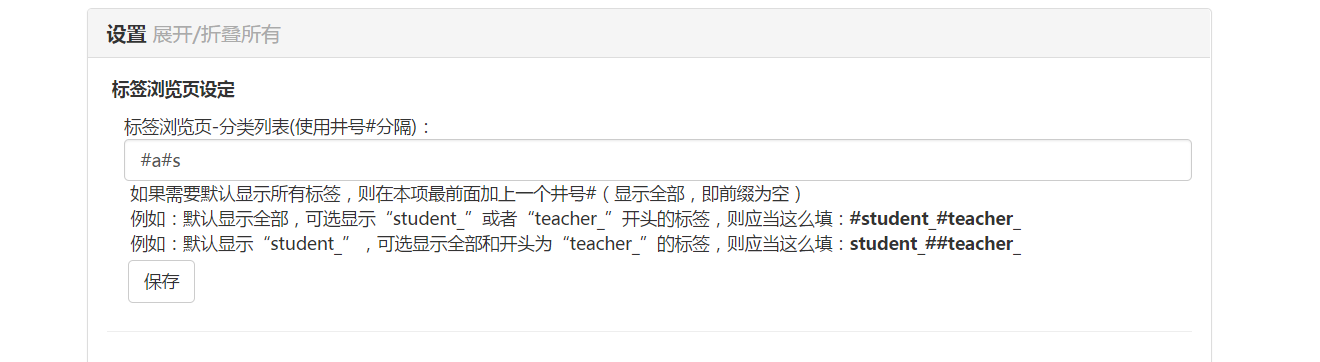 设置 展开/折叠所有
标签浏览页设定
标签浏览页-分类列表(使用井号#分隔)：
#a#s
如果需要默认显示所有标签，则在本项最前面加上一个井号#（显示全部，即前缀为空）
例如：默认显示全部，可选显示“student_”或者“teacher_”开头的标签，则应当这么填：#student_#teacher_
例如：默认显示“student_”，可选显示全部和开头为“teacher_”的标签，则应当这么填：student_##teacher_
保存